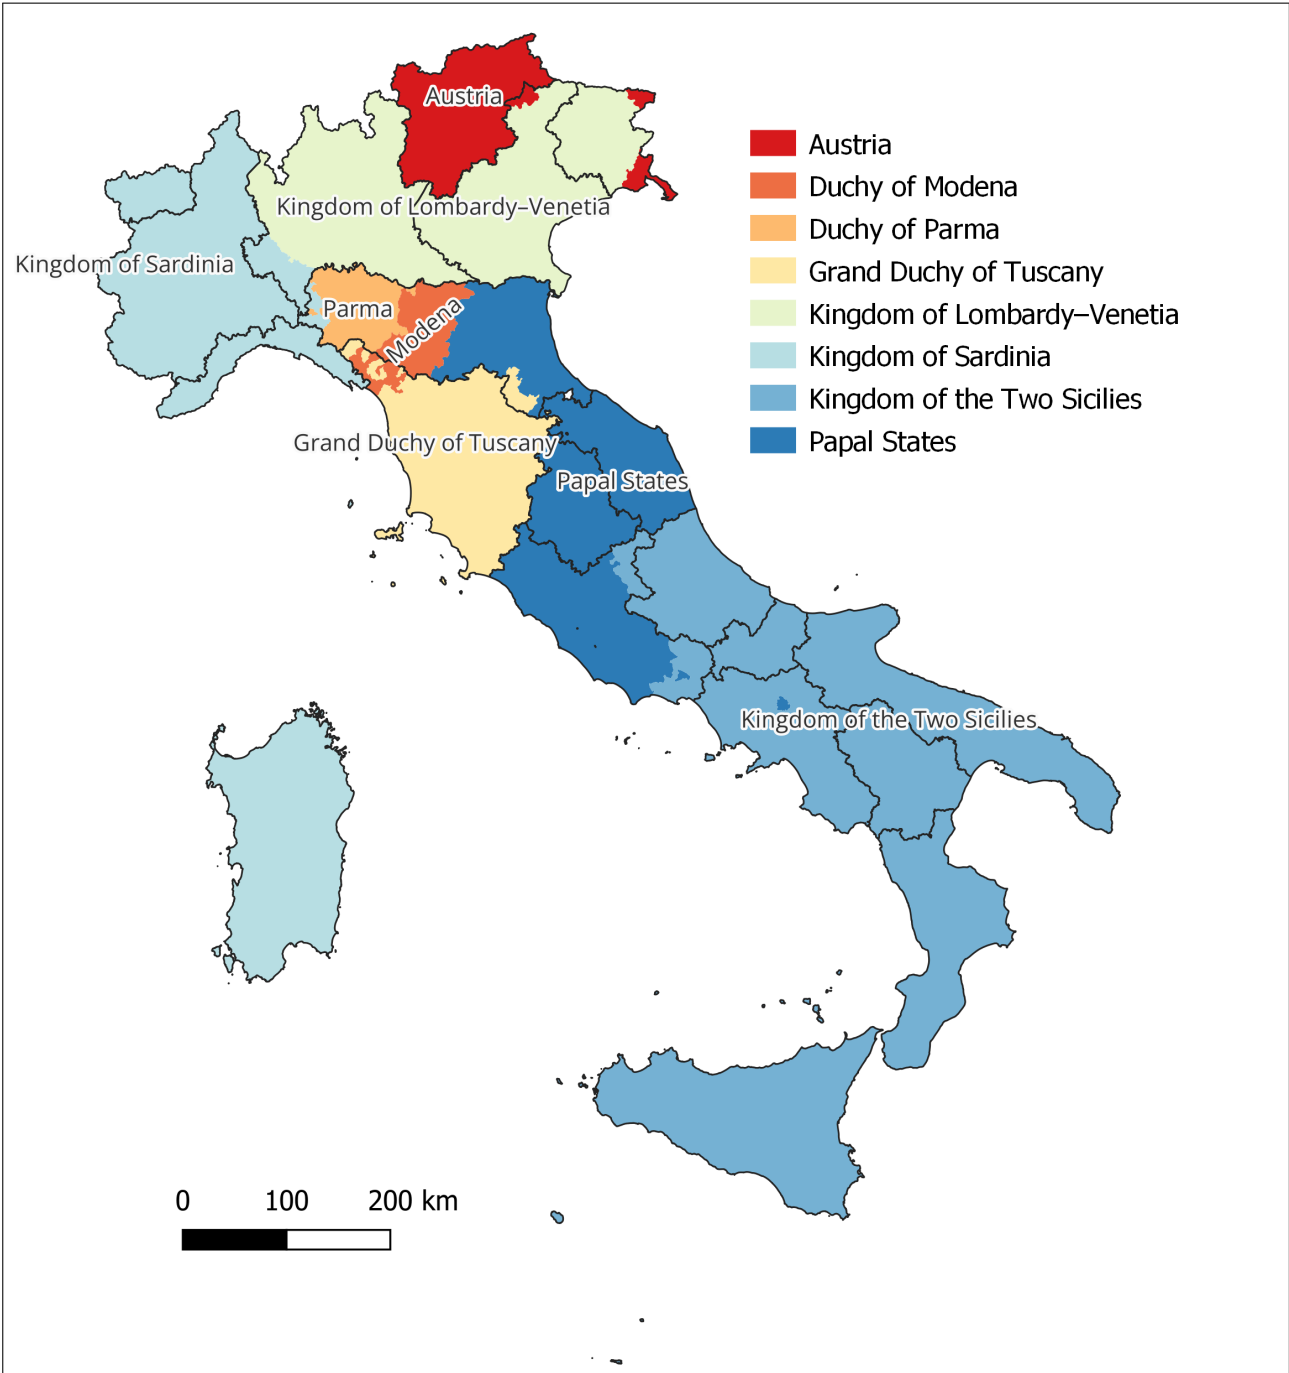 Austria
Kingdom of Lombardy–Venetia
Kingdom of Sardinia
Parma
Modena
Grand Duchy of Tuscany
Papal States
Kingdom of the Two Sicilies
Austria
Duchy of Modena
Duchy of Parma
Grand Duchy of Tuscany
Kingdom of Lombardy–Venetia
Kingdom of Sardinia
Kingdom of the Two Sicilies
Papal States
0 100 200 km